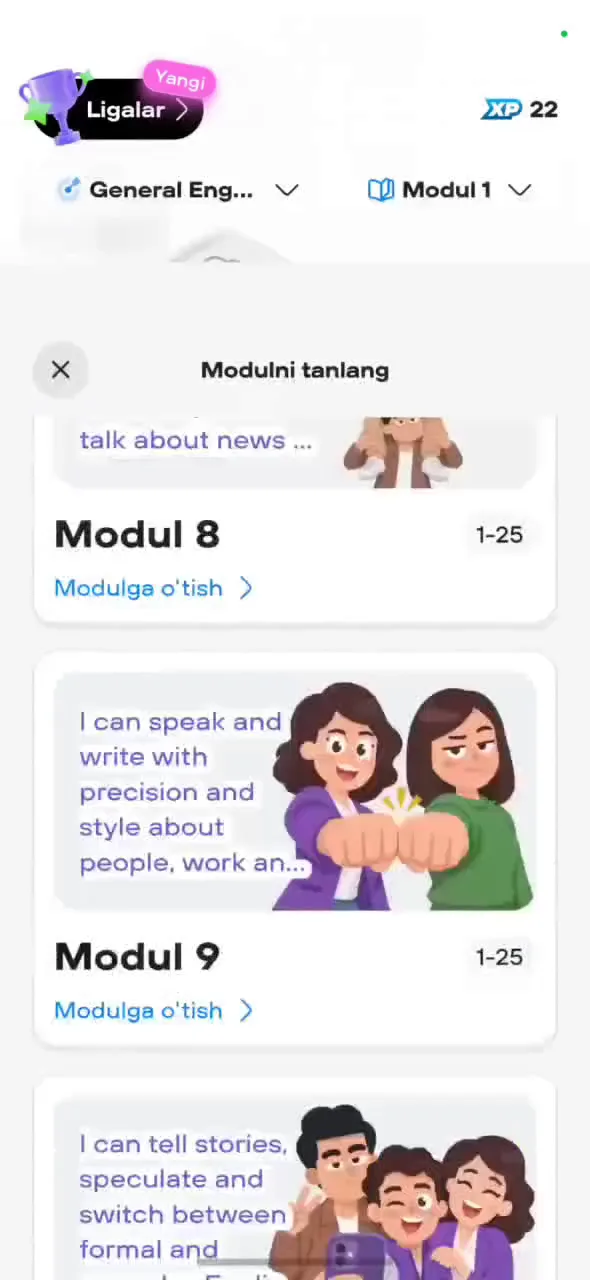 Yangi
Ligalar
XP 22
General Eng...
Modul 1
Modulni tanlang
talk about news ...
Modul 8
1-25
Modulga o'tish
I can speak and
write with
precision and
style about
people, work an...
Modul 9
1-25
Modulga o'tish
I can tell stories,
speculate and
switch between
formal and